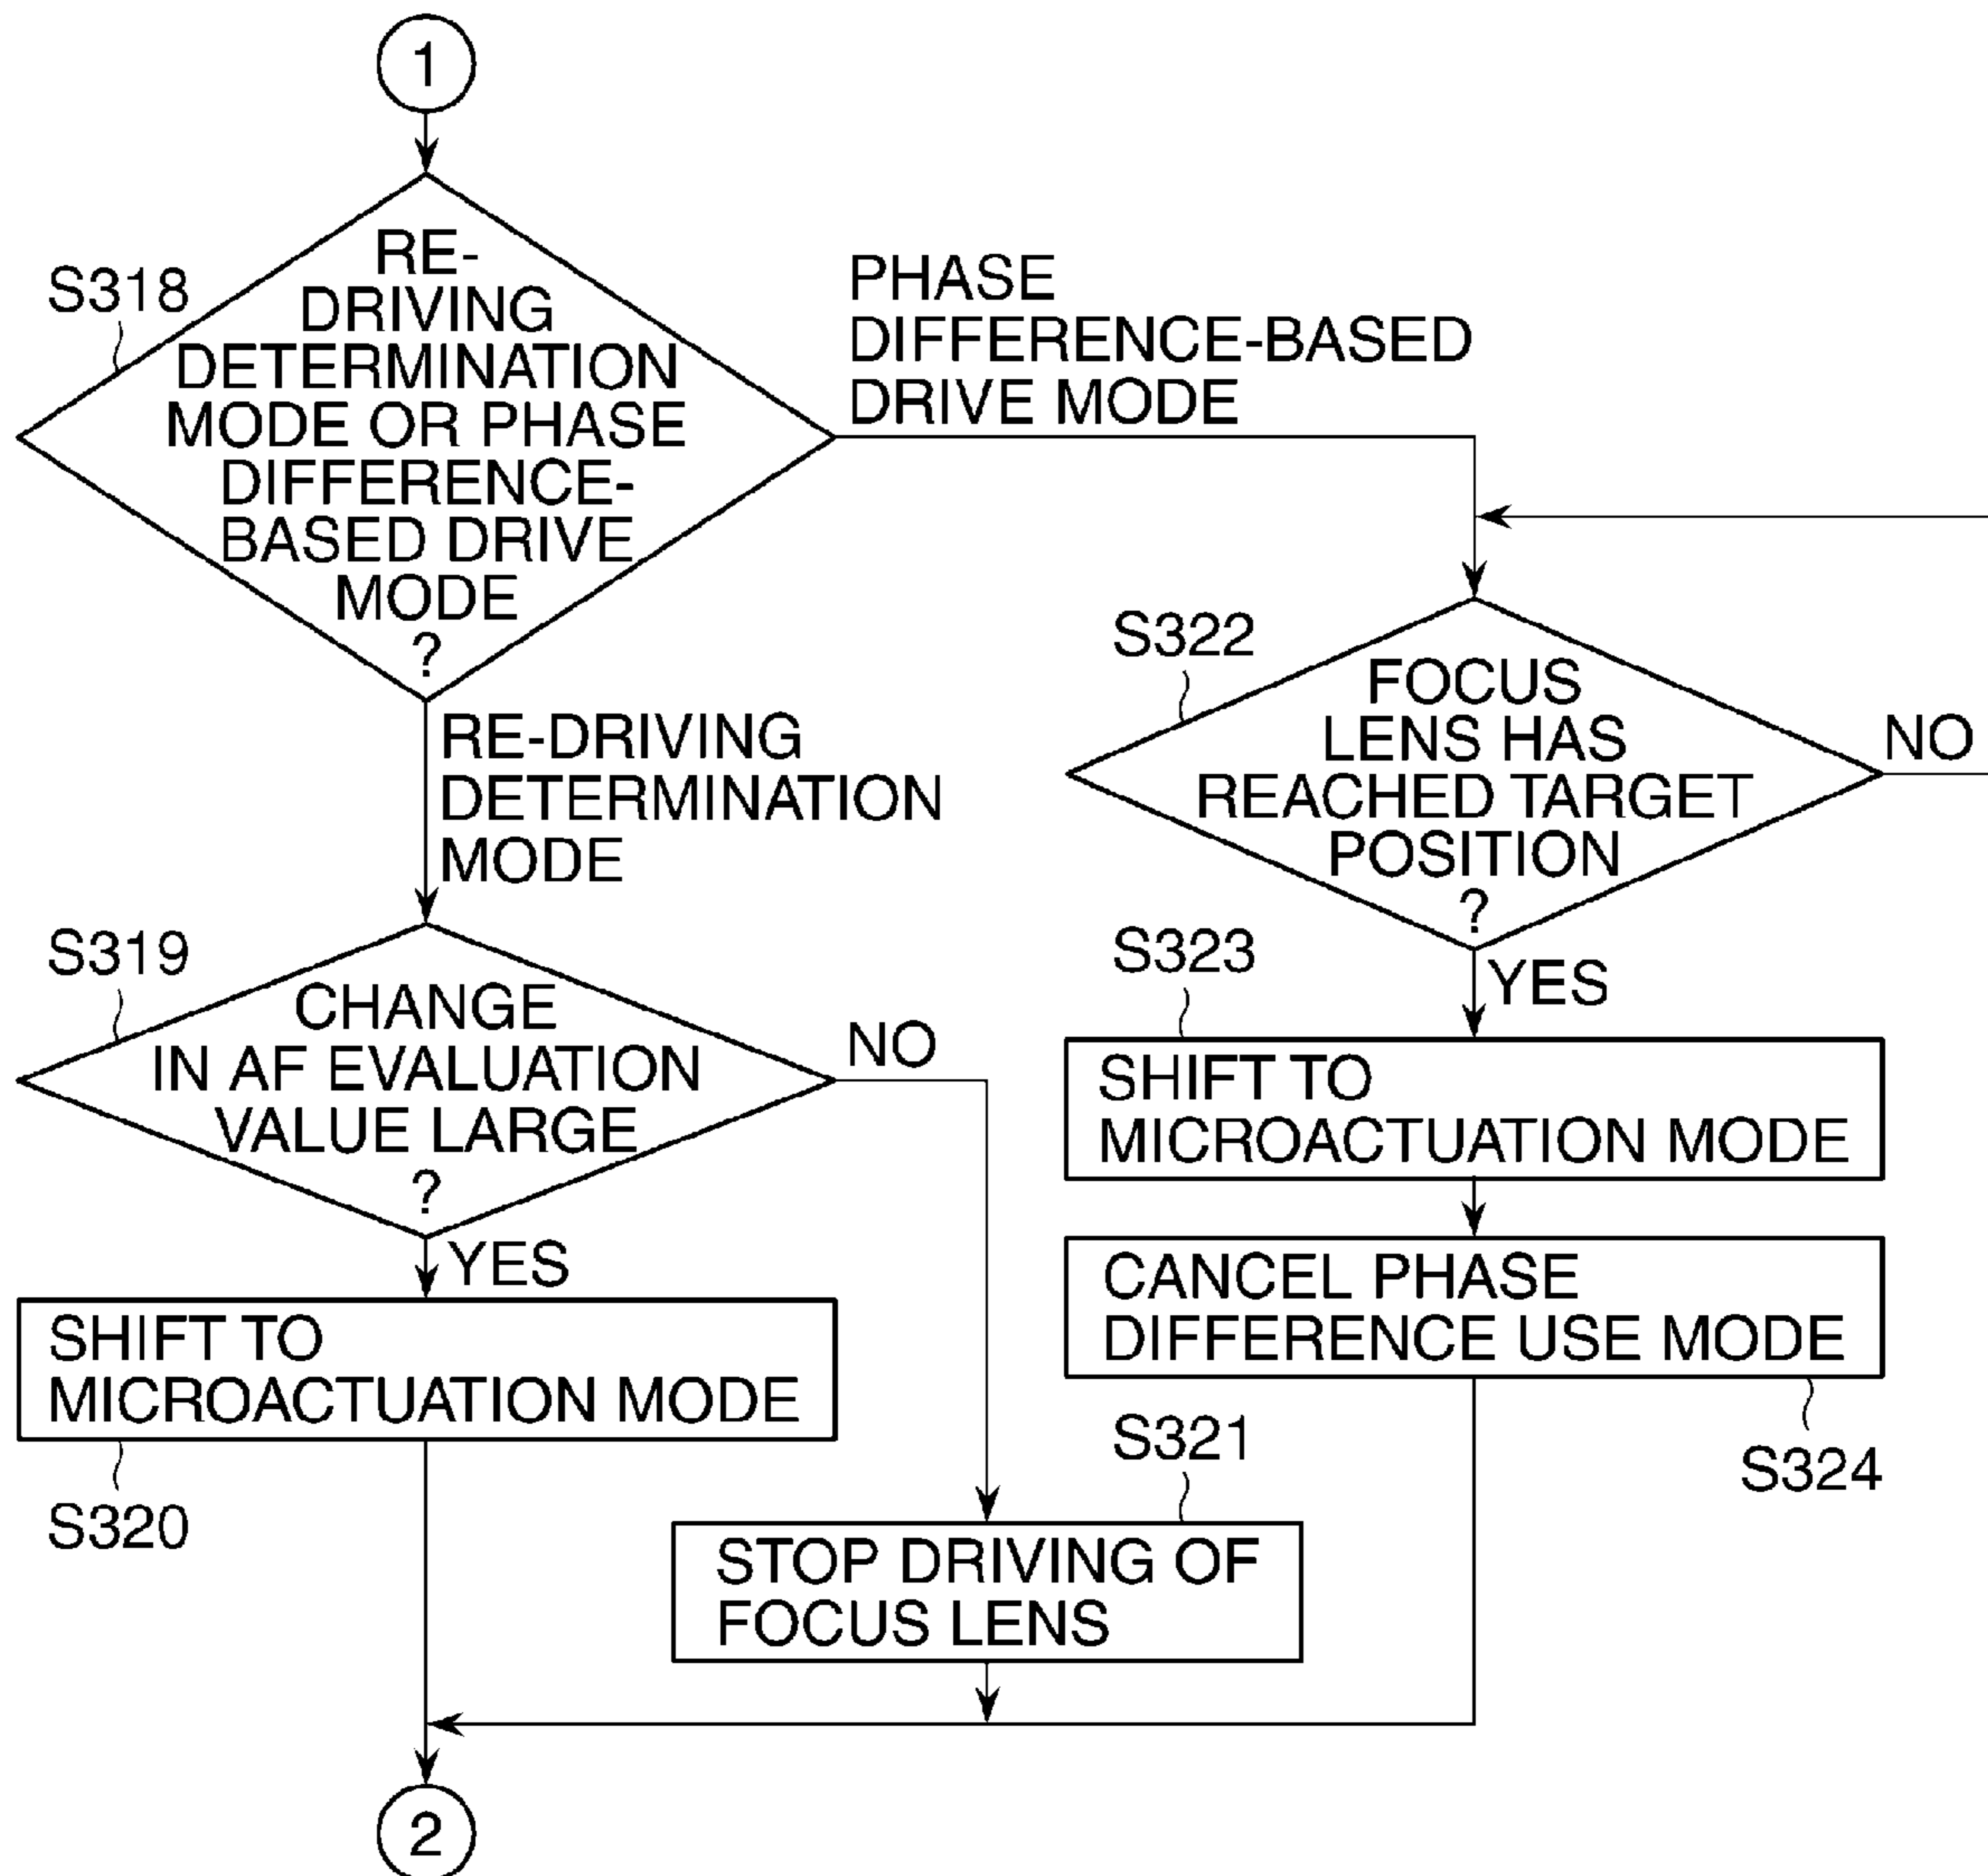 1
S318
RE-
DRIVING
DETERMINATION
MODE OR PHASE
DIFFERENCE-
BASED DRIVE
MODE
?
PHASE
DIFFERENCE-BASED
DRIVE MODE
RE-DRIVING
DETERMINATION
MODE
S319
CHANGE
IN AF EVALUATION
VALUE LARGE
?
NO
YES
SHIFT TO
MICROACTUATION MODE
S320
S321
STOP DRIVING OF
FOCUS LENS
S322
FOCUS
LENS HAS
REACHED TARGET
POSITION
?
NO
YES
S323
SHIFT TO
MICROACTUATION MODE
CANCEL PHASE
DIFFERENCE USE MODE
S324
2